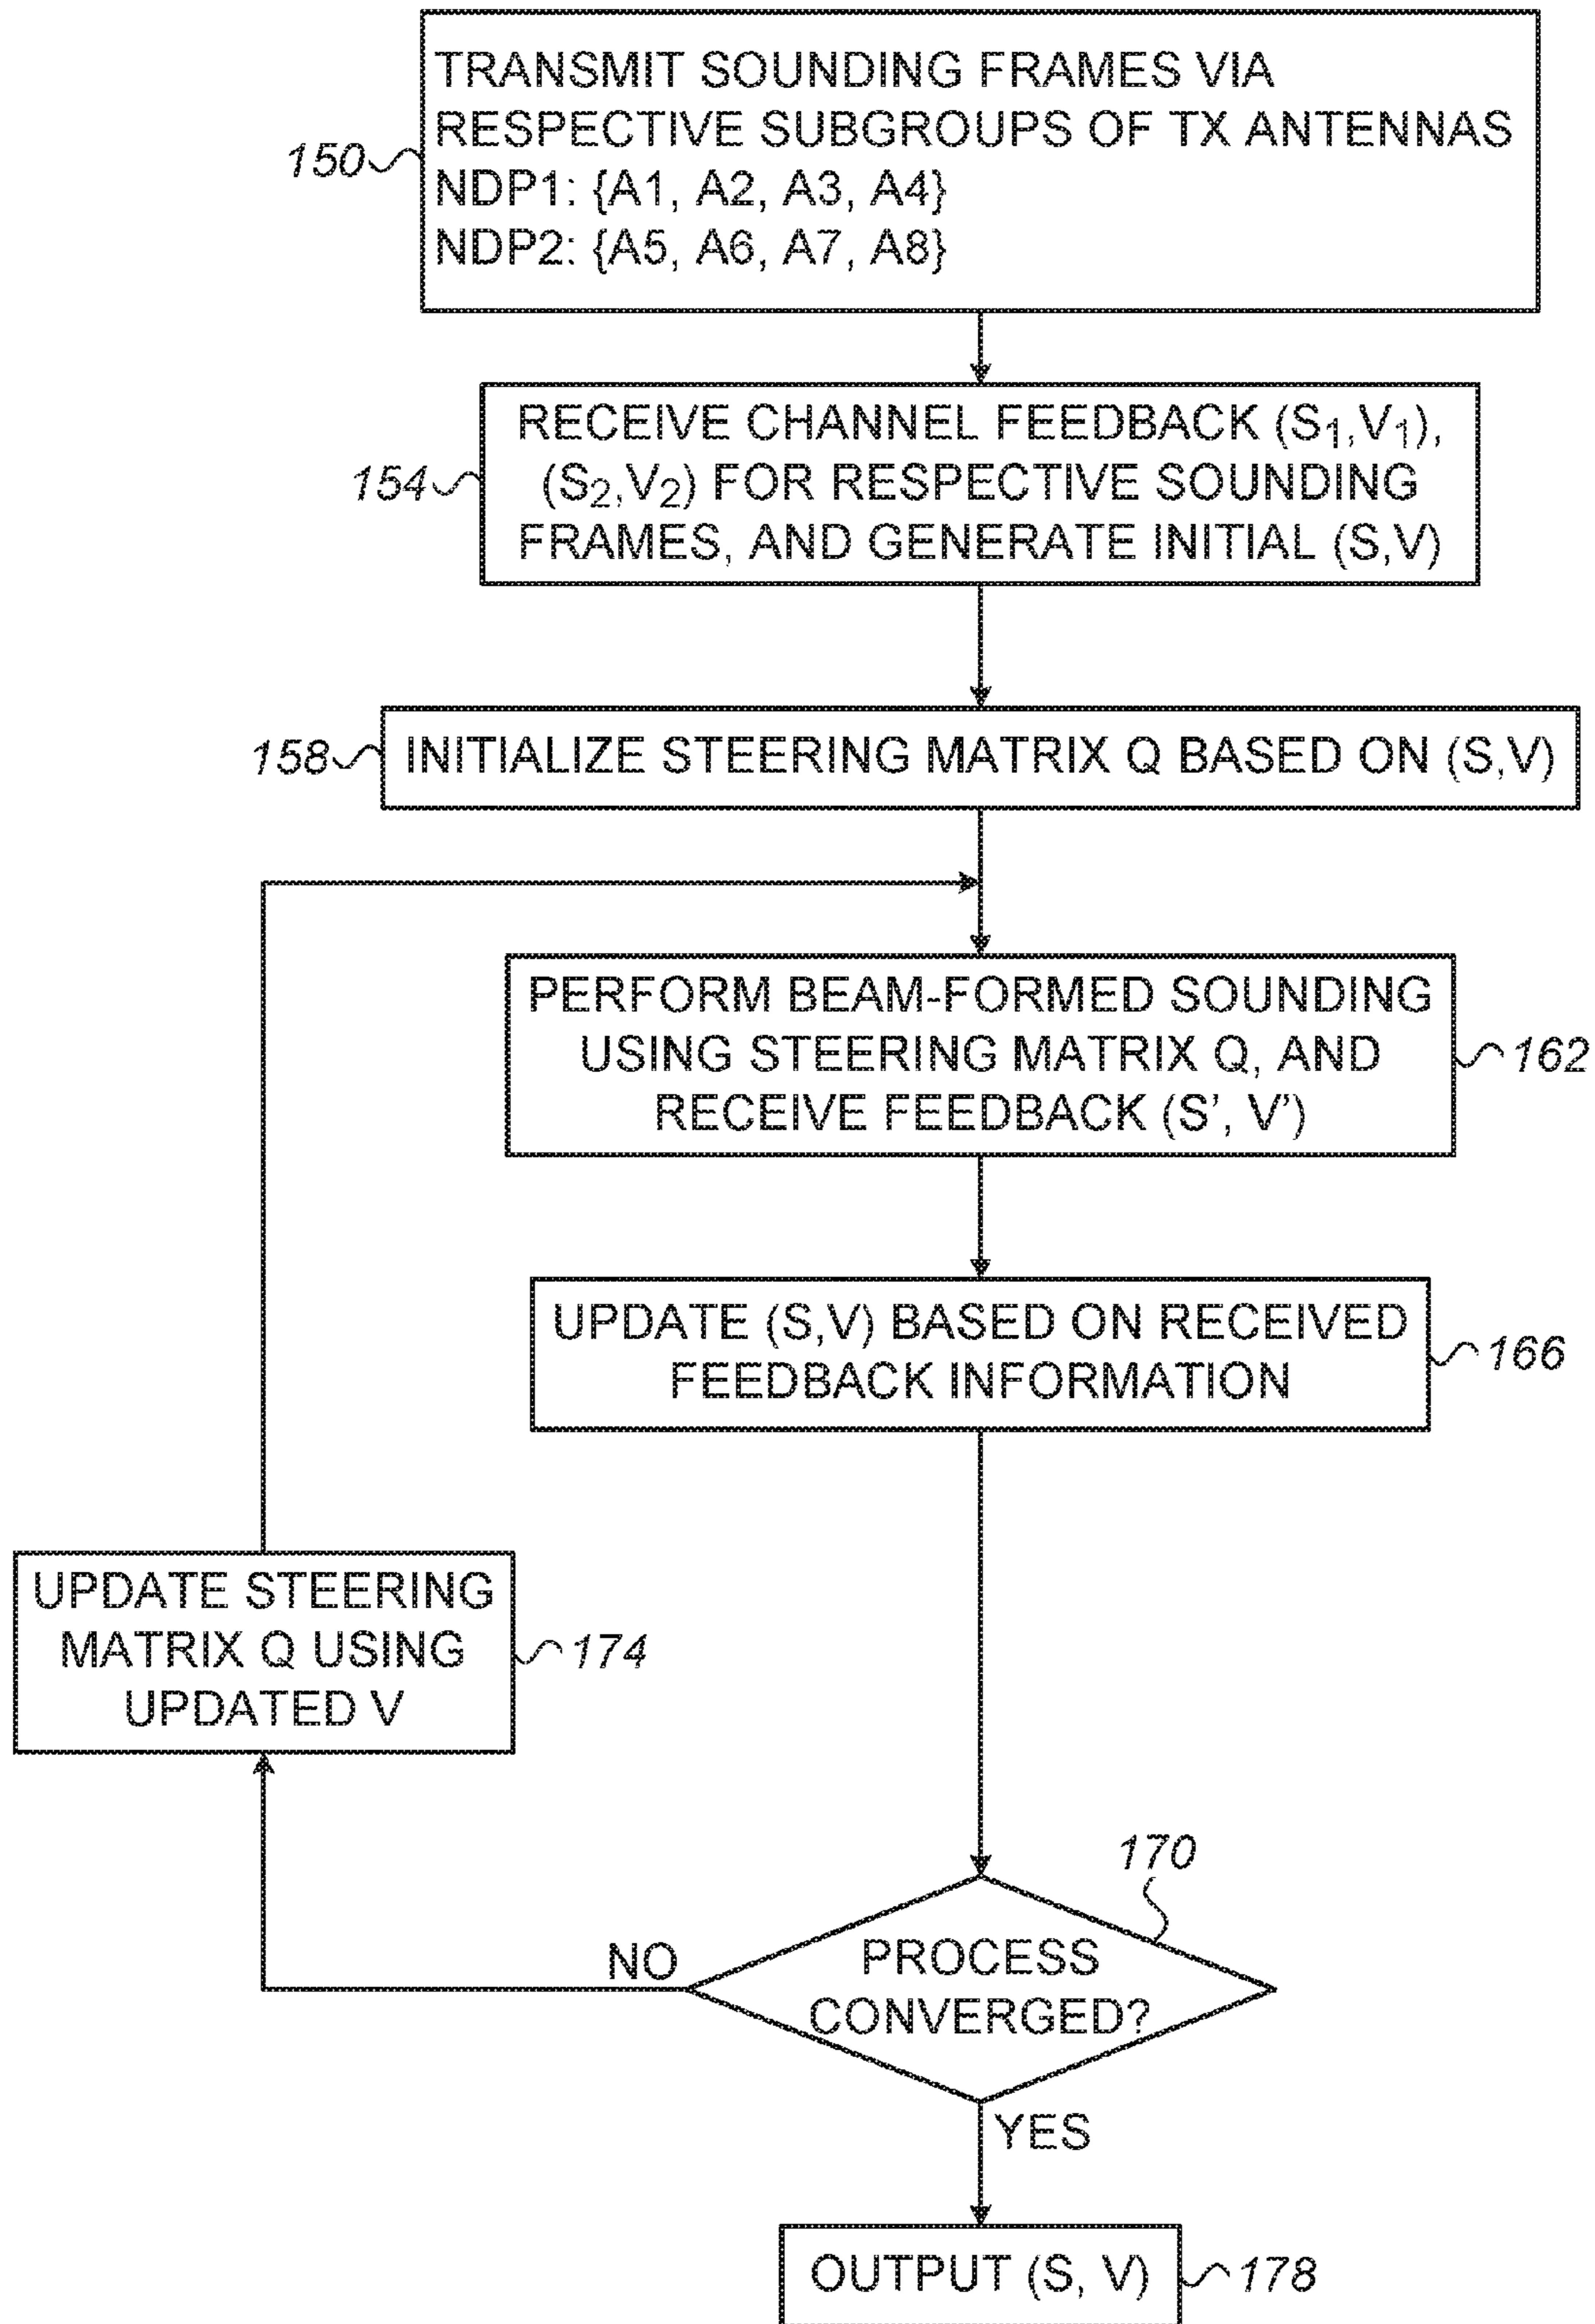 TRANSMIT SOUNDING FRAMES VIA
RESPECTIVE SUBGROUPS OF TX ANTENNAS
NDP1: {A1, A2, A3, A4}
NDP2: {A5, A6, A7, A8}
150
RECEIVE CHANNEL FEEDBACK (S1,V1),
(S2,V2) FOR RESPECTIVE SOUNDING
FRAMES, AND GENERATE INITIAL (S,V)
154
INITIALIZE STEERING MATRIX Q BASED ON (S,V)
158
PERFORM BEAM-FORMED SOUNDING
USING STEERING MATRIX Q, AND
RECEIVE FEEDBACK (S', V')
162
UPDATE (S,V) BASED ON RECEIVED
FEEDBACK INFORMATION
166
UPDATE STEERING
MATRIX Q USING
UPDATED V
174
170
PROCESS
CONVERGED?
NO
YES
OUTPUT (S, V)
178